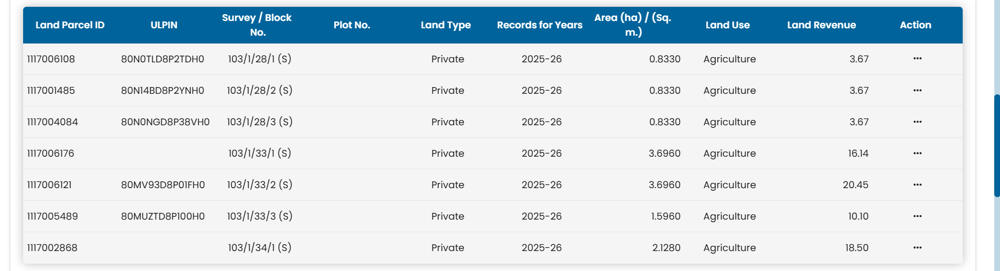 Land Parcel ID ULPIN Survey / Block No. Plot No. Land Type Records for Years Area (ha) / (Sq. m.) Land Use Land Revenue Action
1117006108 80N0TLD8P2TDH0 103/1/28/1 (S) Private 2025-26 0.8330 Agriculture 3.67 •••
1117001485 80N14BD8P2YNH0 103/1/28/2 (S) Private 2025-26 0.8330 Agriculture 3.67 •••
1117004084 80N0NGD8P38VH0 103/1/28/3 (S) Private 2025-26 0.8330 Agriculture 3.67 •••
1117006176 103/1/33/1 (S) Private 2025-26 3.6960 Agriculture 16.14 •••
1117006121 80MV93D8P01FH0 103/1/33/2 (S) Private 2025-26 3.6960 Agriculture 20.45 •••
1117005489 80MUZTD8P100H0 103/1/33/3 (S) Private 2025-26 1.5960 Agriculture 10.10 •••
1117002868 103/1/34/1 (S) Private 2025-26 2.1280 Agriculture 18.50 •••